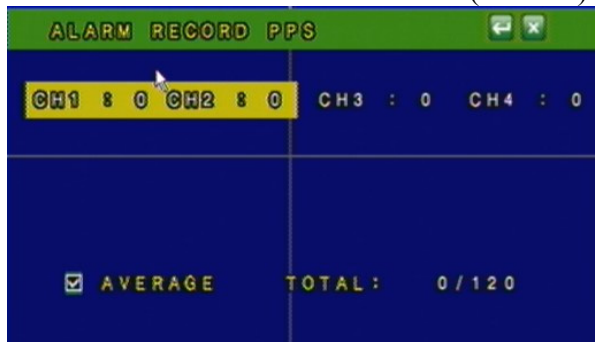 ALARM RECORD PPS
CH1 : 0 CH2 : 0 CH3 : 0 CH4 : 0
AVERAGE TOTAL: 0/120